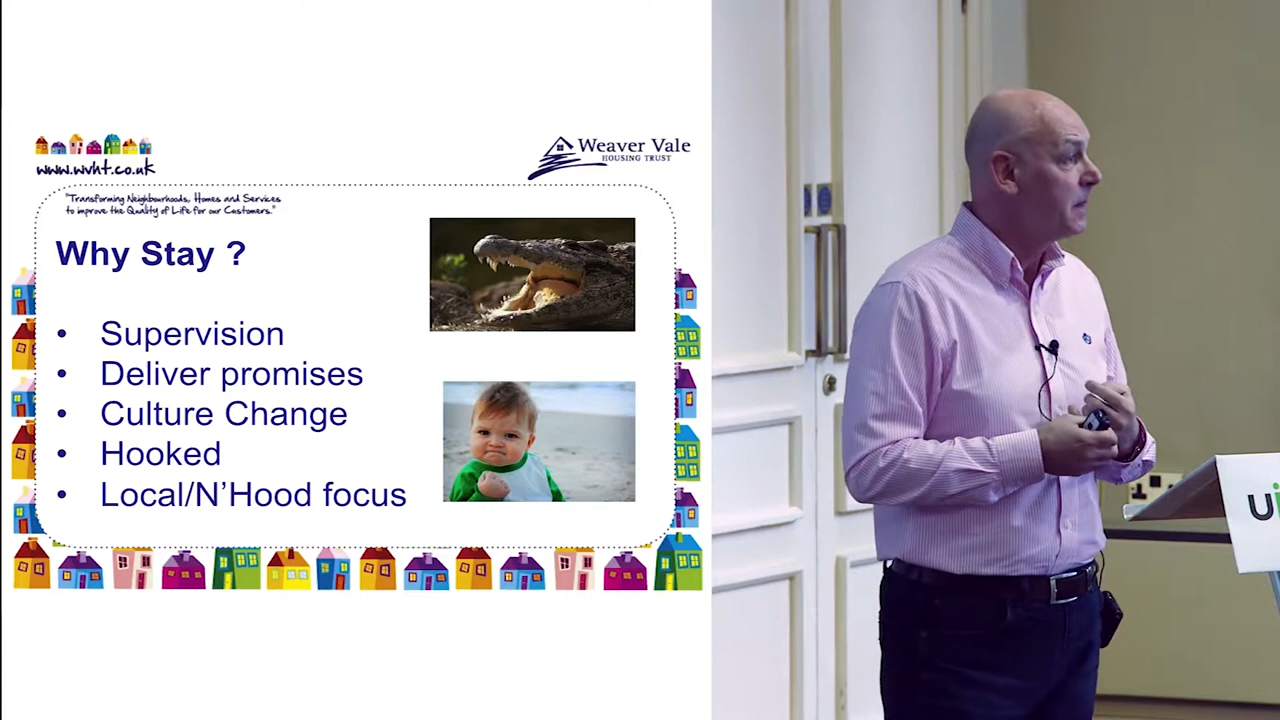 www.wvht.co.uk
Weaver Vale
HOUSING TRUST
"Transforming Neighbourhoods, Homes and Services
to improve the Quality of Life for our Customers."
Why Stay ?
• Supervision
• Deliver promises
• Culture Change
• Hooked
• Local/N'Hood focus
ui